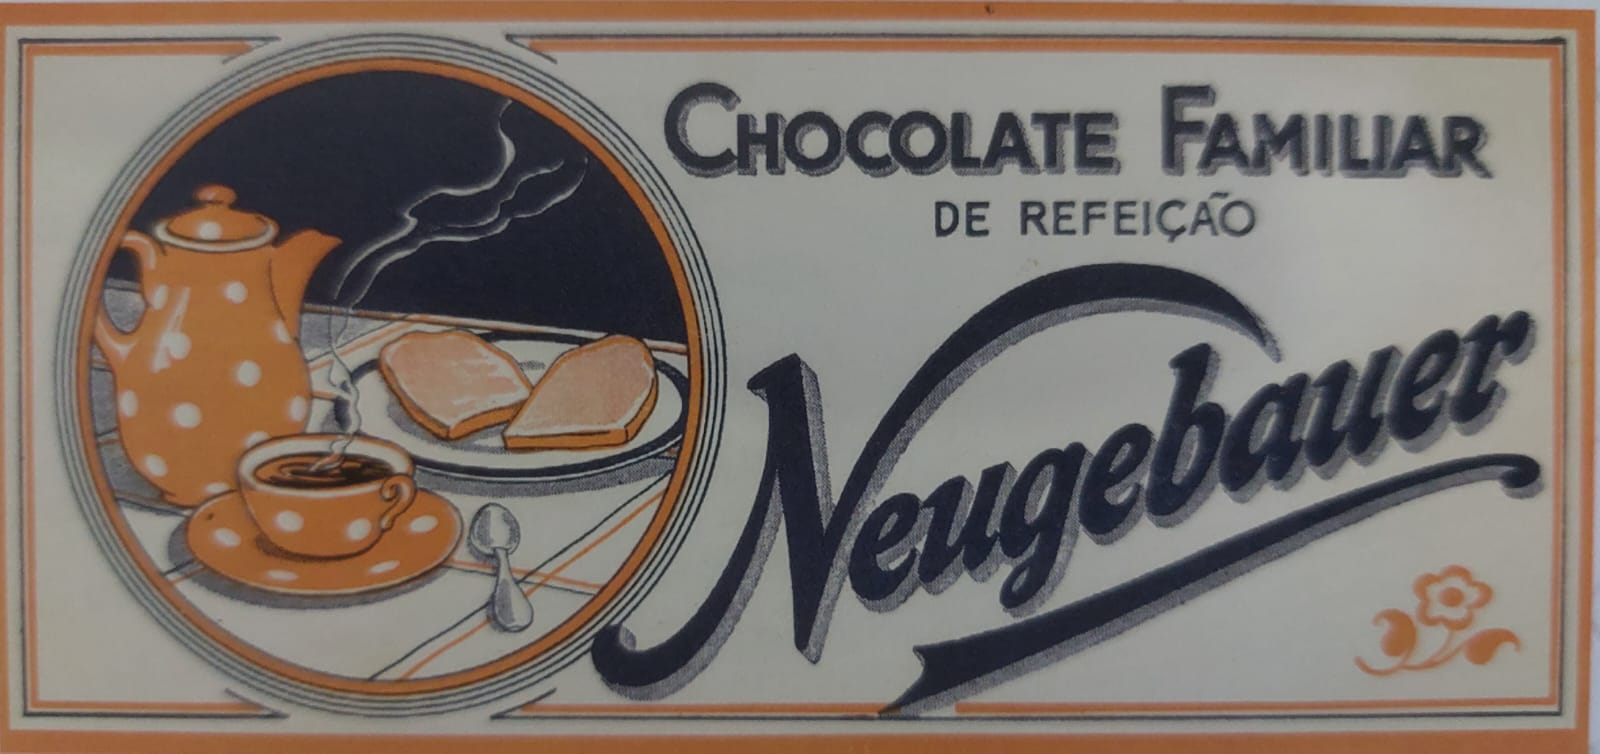 CHOCOLATE FAMILIAR
DE REFEIÇÃO
Neugebauer